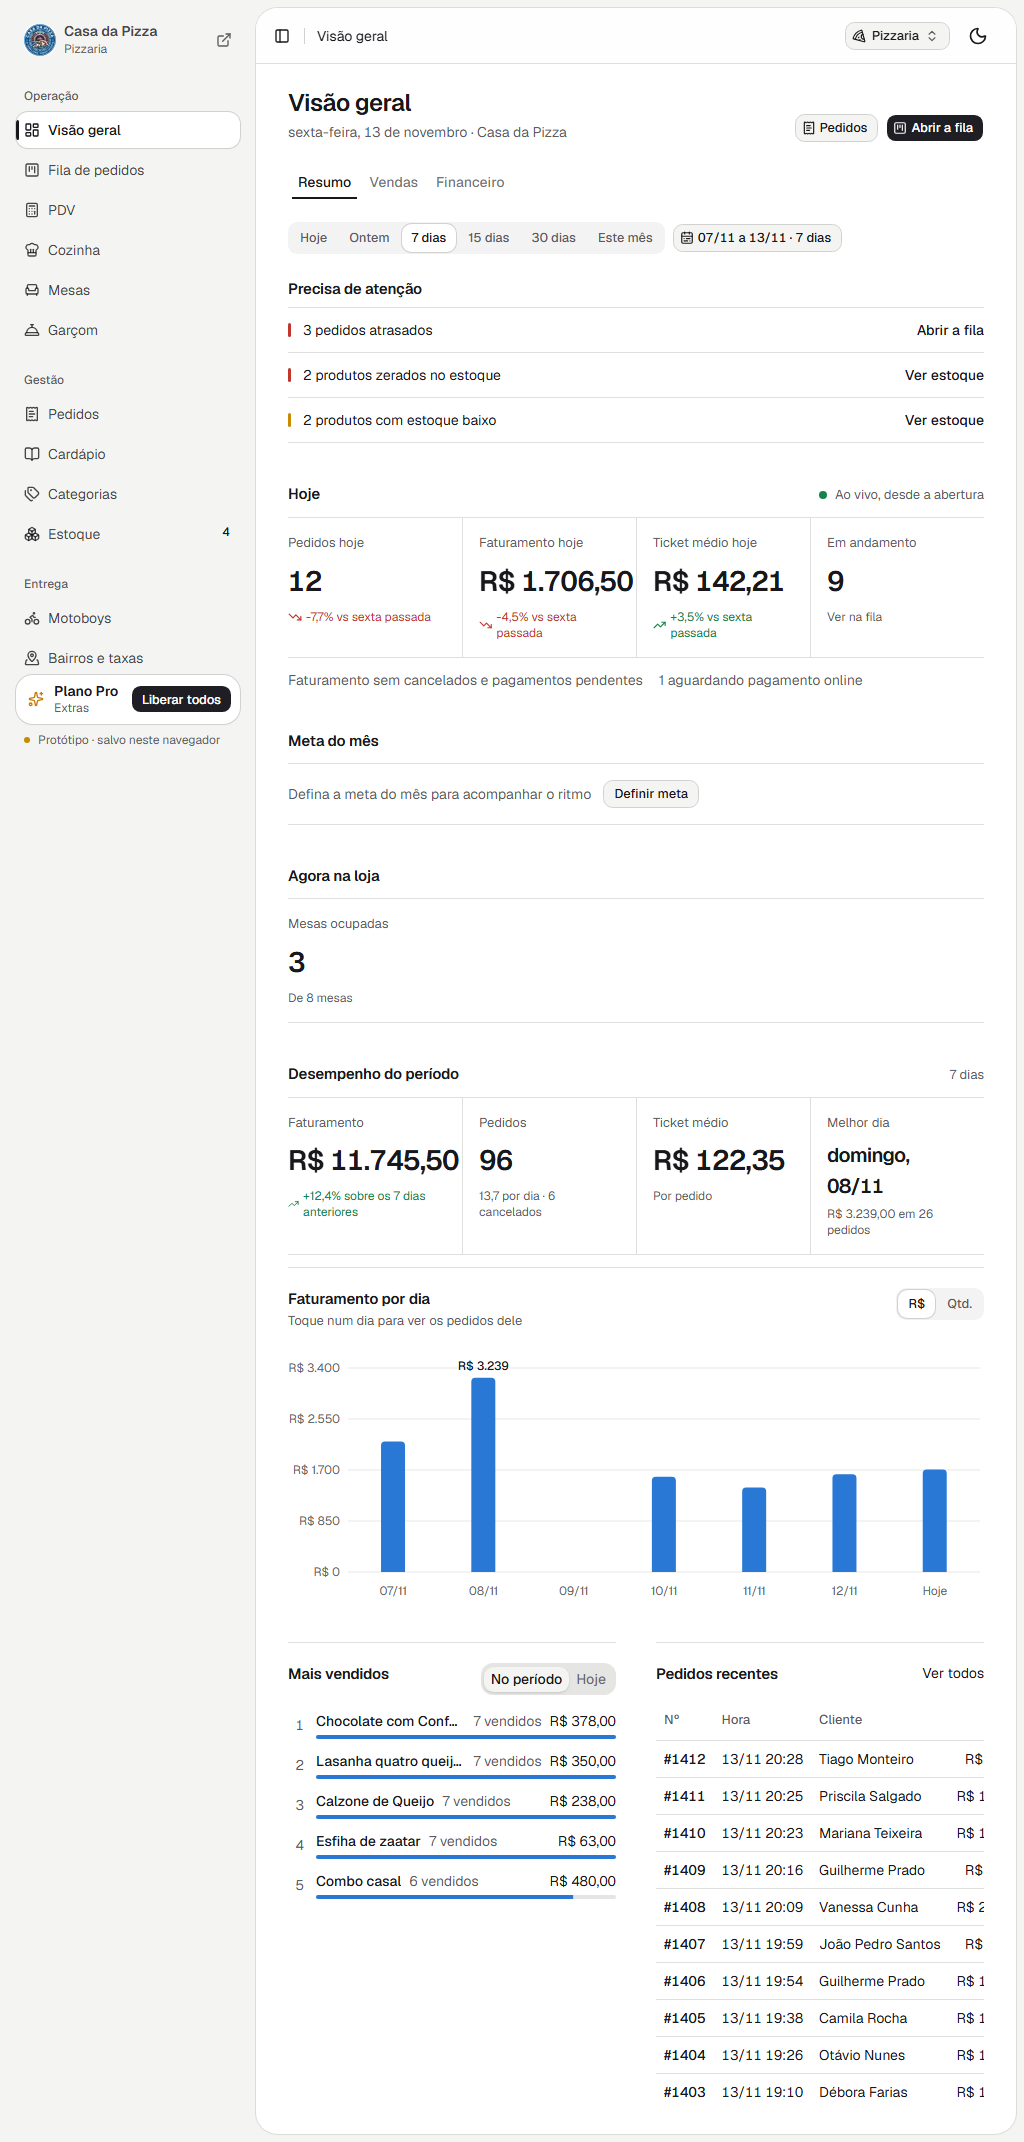 Casa da Pizza
Pizzaria
Operação
Visão geral
Fila de pedidos
PDV
Cozinha
Mesas
Garçom
Gestão
Pedidos
Cardápio
Categorias
Estoque 4
Entrega
Motoboys
Bairros e taxas
Plano Pro
Extras
Liberar todos
Protótipo · salvo neste navegador
Visão geral
Pizzaria
Visão geral
sexta-feira, 13 de novembro · Casa da Pizza
Pedidos
Abrir a fila
Resumo Vendas Financeiro
Hoje Ontem 7 dias 15 dias 30 dias Este mês 07/11 a 13/11 · 7 dias
Precisa de atenção
3 pedidos atrasados Abrir a fila
2 produtos zerados no estoque Ver estoque
2 produtos com estoque baixo Ver estoque
Hoje Ao vivo, desde a abertura
Pedidos hoje
12
-7,7% vs sexta passada
Faturamento hoje
R$ 1.706,50
-4,5% vs sexta
passada
Ticket médio hoje
R$ 142,21
+3,5% vs sexta
passada
Em andamento
9
Ver na fila
Faturamento sem cancelados e pagamentos pendentes 1 aguardando pagamento online
Meta do mês
Defina a meta do mês para acompanhar o ritmo Definir meta
Agora na loja
Mesas ocupadas
3
De 8 mesas
Desempenho do período 7 dias
Faturamento
R$ 11.745,50
+12,4% sobre os 7 dias
anteriores
Pedidos
96
13,7 por dia · 6
cancelados
Ticket médio
R$ 122,35
Por pedido
Melhor dia
domingo,
08/11
R$ 3.239,00 em 26
pedidos
Faturamento por dia
Toque num dia para ver os pedidos dele
R$ Qtd.
R$ 3.400
R$ 3.239
R$ 2.550
R$ 1.700
R$ 850
R$ 0
07/11 08/11 09/11 10/11 11/11 12/11 Hoje
Mais vendidos No período Hoje
1 Chocolate com Conf... 7 vendidos R$ 378,00
2 Lasanha quatro queij... 7 vendidos R$ 350,00
3 Calzone de Queijo 7 vendidos R$ 238,00
4 Esfiha de zaatar 7 vendidos R$ 63,00
5 Combo casal 6 vendidos R$ 480,00
Pedidos recentes Ver todos
Nº Hora Cliente
#1412 13/11 20:28 Tiago Monteiro R$
#1411 13/11 20:25 Priscila Salgado R$ 1
#1410 13/11 20:23 Mariana Teixeira R$ 1
#1409 13/11 20:16 Guilherme Prado R$
#1408 13/11 20:09 Vanessa Cunha R$ 2
#1407 13/11 19:59 João Pedro Santos R$
#1406 13/11 19:54 Guilherme Prado R$ 1
#1405 13/11 19:38 Camila Rocha R$ 1
#1404 13/11 19:26 Otávio Nunes R$ 1
#1403 13/11 19:10 Débora Farias R$ 1